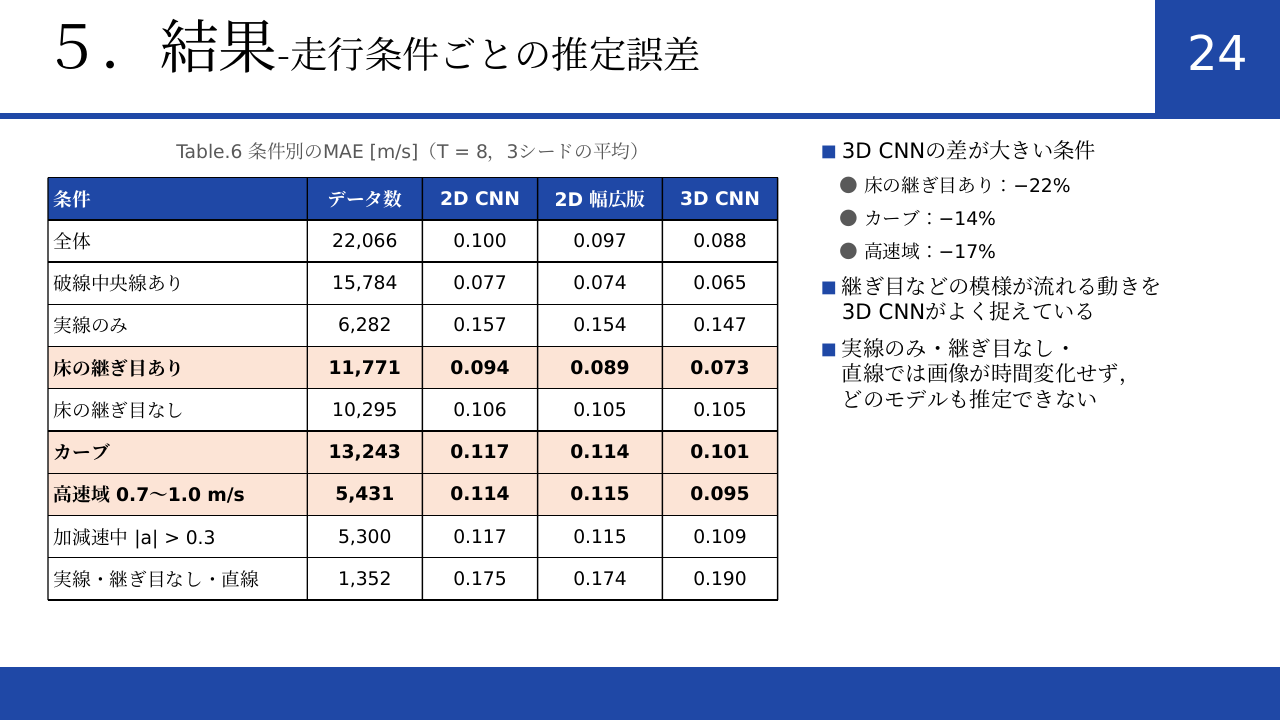 ５．結果-走行条件ごとの推定誤差
24
Table.6 条件別のMAE [m/s]（T = 8，3シードの平均）
条件 データ数 2D CNN 2D 幅広版 3D CNN
全体 22,066 0.100 0.097 0.088
破線中央線あり 15,784 0.077 0.074 0.065
実線のみ 6,282 0.157 0.154 0.147
床の継ぎ目あり 11,771 0.094 0.089 0.073
床の継ぎ目なし 10,295 0.106 0.105 0.105
カーブ 13,243 0.117 0.114 0.101
高速域 0.7～1.0 m/s 5,431 0.114 0.115 0.095
加減速中 |a| > 0.3 5,300 0.117 0.115 0.109
実線・継ぎ目なし・直線 1,352 0.175 0.174 0.190
■ 3D CNNの差が大きい条件
● 床の継ぎ目あり：−22%
● カーブ：−14%
● 高速域：−17%
■ 継ぎ目などの模様が流れる動きを
3D CNNがよく捉えている
■ 実線のみ・継ぎ目なし・
直線では画像が時間変化せず，
どのモデルも推定できない